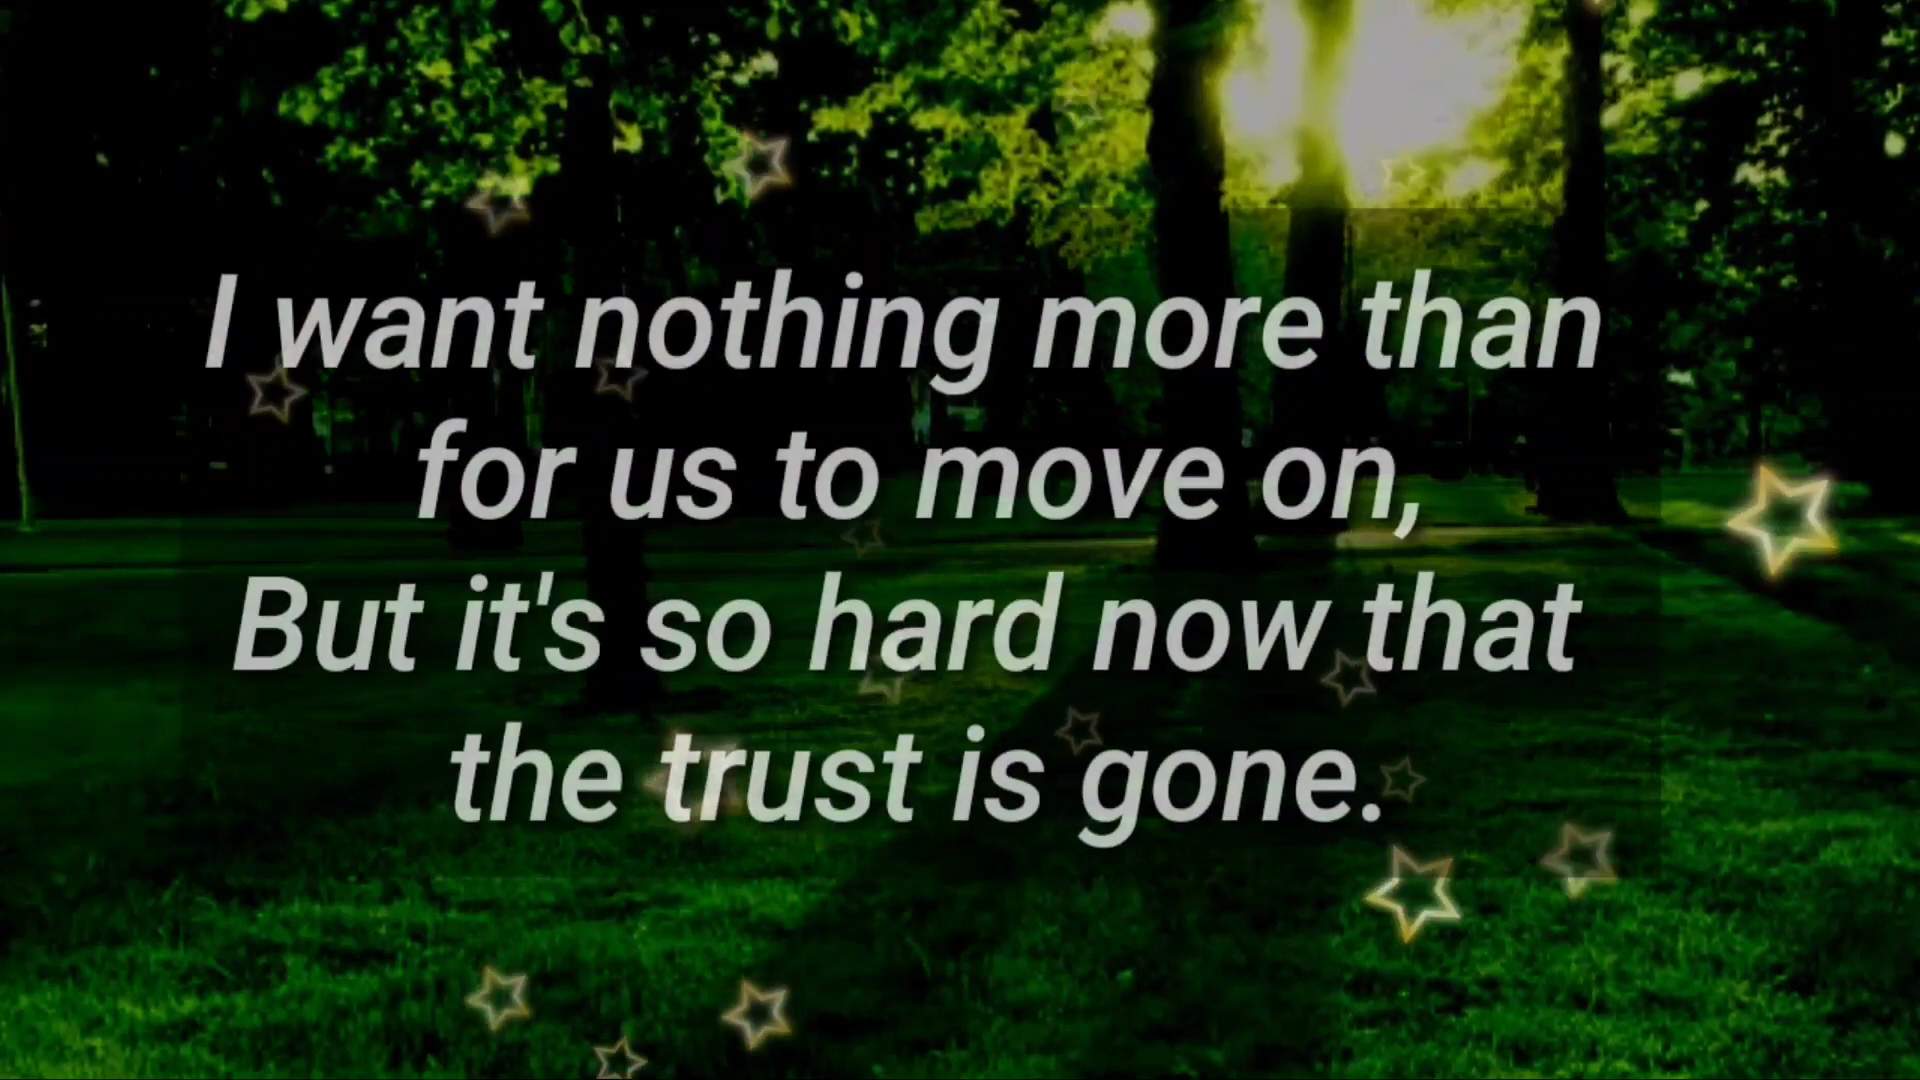 I want nothing more than
for us to move on,
But it's so hard now that
the trust is gone.